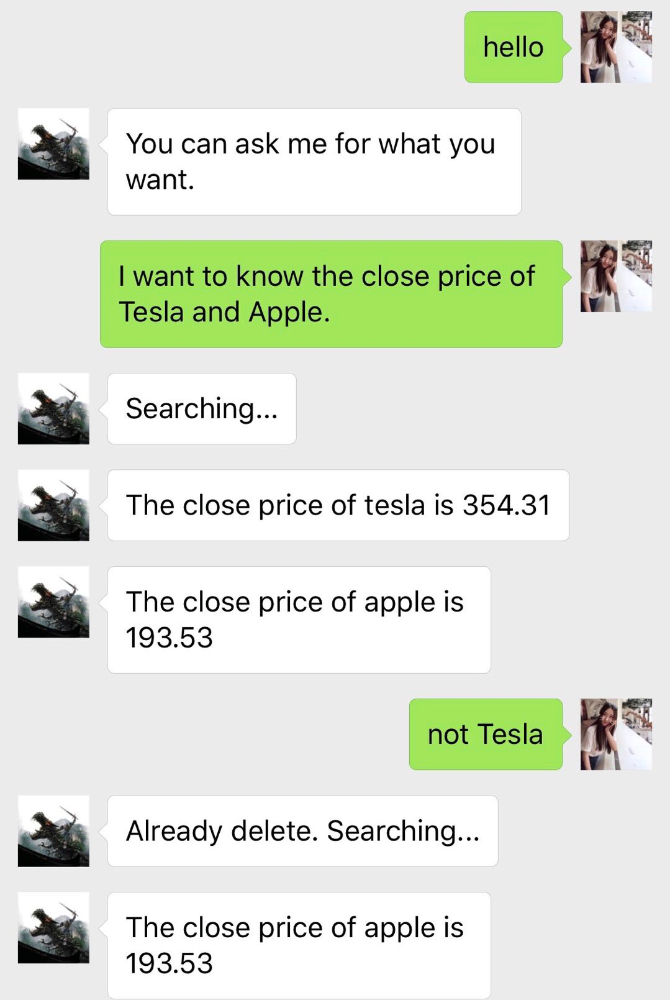 hello
You can ask me for what you
want.
I want to know the close price of
Tesla and Apple.
Searching...
The close price of tesla is 354.31
The close price of apple is
193.53
not Tesla
Already delete. Searching...
The close price of apple is
193.53